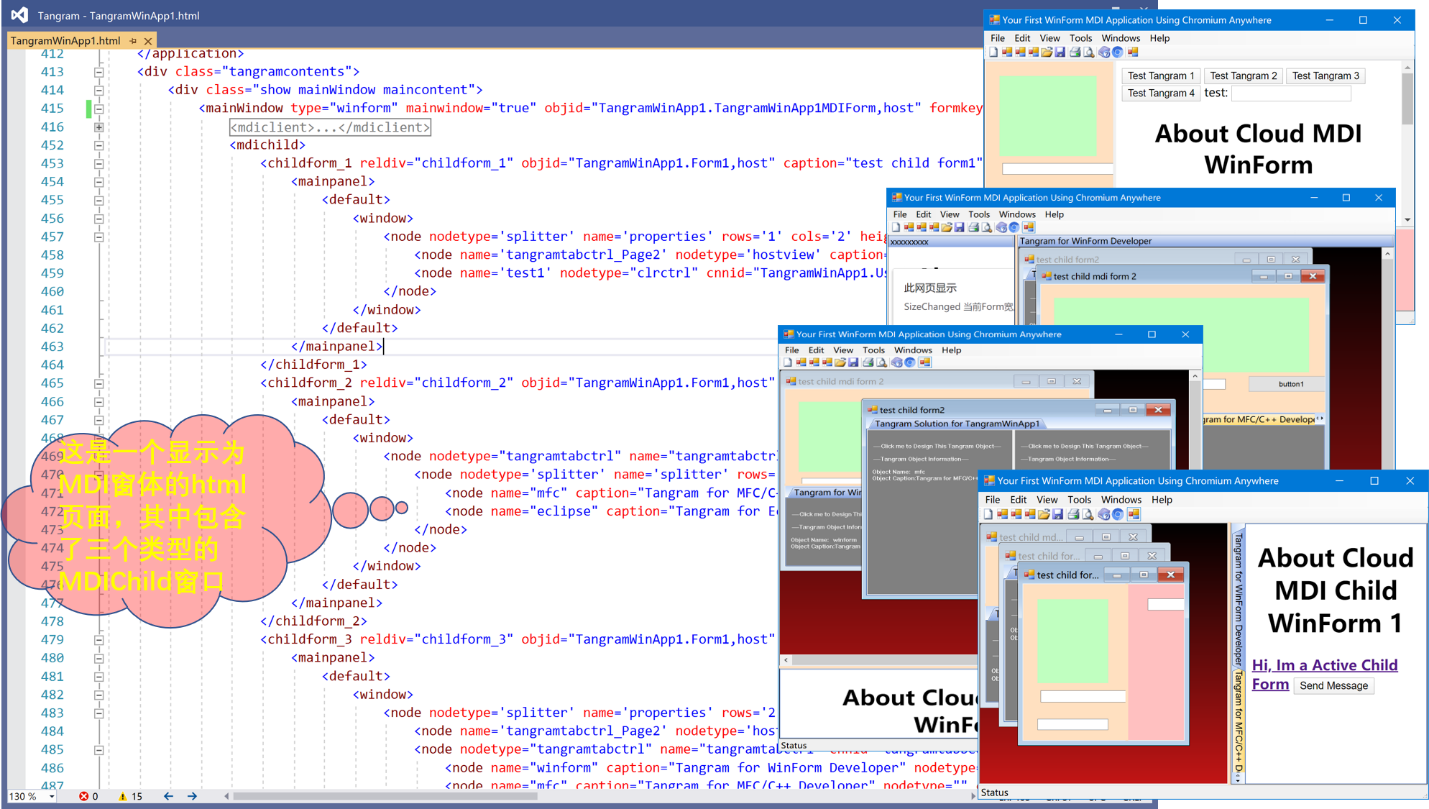 Tangram - TangramWinApp1.html
TangramWinApp1.html
412 </application>
413 <div class="tangramcontents">
414 <div class="show mainWindow maincontent">
415 <mainWindow type="winform" mainwindow="true" objid="TangramWinApp1.TangramWinApp1MDIForm,host" formkey
416 <mdiclient>...</mdiclient>
452 <mdichild>
453 <childform_1 reldiv="childform_1" objid="TangramWinApp1.Form1,host" caption="test child form1"
454 <mainpanel>
455 <default>
456 <window>
457 <node nodetype='splitter' name='properties' rows='1' cols='2' heig
458 <node name='tangramtabctrl_Page2' nodetype='hostview' caption=
459 <node name='test1' nodetype="clrctrl" cnnid="TangramWinApp1.Us
460 </node>
461 </window>
462 </default>
463 </mainpanel>
464 </childform_1>
465 <childform_2 reldiv="childform_2" objid="TangramWinApp1.Form1,host"
466 <mainpanel>
467 <default>
468 <window>
469 <node nodetype="tangramtabctrl" name="tangramtabctrl
470 <node nodetype='splitter' name='splitter' rows=
471 <node name="mfc" caption="Tangram for MFC/C
472 <node name="eclipse" caption="Tangram for Ec
473 </node>
474 </node>
475 </window>
476 </default>
477 </mainpanel>
478 </childform_2>
479 <childform_3 reldiv="childform_3" objid="TangramWinApp1.Form1,host"
480 <mainpanel>
481 <default>
482 <window>
483 <node nodetype='splitter' name='properties' rows='2
484 <node name='tangramtabctrl_Page2' nodetype='host
485 <node nodetype="tangramtabctrl" name="tangramtabctrl"
486 <node name="winform" caption="Tangram for WinForm Developer" nodetype=
487 <node name="mfc" caption="Tangram for MFC/C++ Developer" nodetype=""
130 % 0 15
这是一个显示为
MDI窗体的html
页面，其中包含
了三个类型的
MDIChild窗口
Your First WinForm MDI Application Using Chromium Anywhere
File Edit View Tools Windows Help
Test Tangram 1 Test Tangram 2 Test Tangram 3
Test Tangram 4 test:
About Cloud MDI
WinForm
Your First WinForm MDI Application Using Chromium Anywhere
File Edit View Tools Windows Help
xxxxxxxxx
Tangram for WinForm Developer
此网页显示
SizeChanged 当前Form宽
test child form2
test child mdi form 2
button1
gram for MFC/C++ Develope
Your First WinForm MDI Application Using Chromium Anywhere
File Edit View Tools Windows Help
test child mdi form 2
Tangram for Win
----Click me to Design This
----Tangram Object Inform
Object Name: winform
Object Caption:Tangram
test child form2
Tangram Solution for TangramWinApp1
----Click me to Design This Tangram Object----
----Tangram Object Information----
Object Name: mfc
Object Caption:Tangram for MFC/C++
----Click me to Design This Tangram Object----
----Tangram Object Information----
About Clou
WinFo
Status
Your First WinForm MDI Application Using Chromium Anywhere
File Edit View Tools Windows Help
test child md...
test child for...
test child for...
Tangram for WinForm Developer
Tangram for MFC/C++ D
About Cloud
MDI Child
WinForm 1
Hi, Im a Active Child
Form Send Message
Status